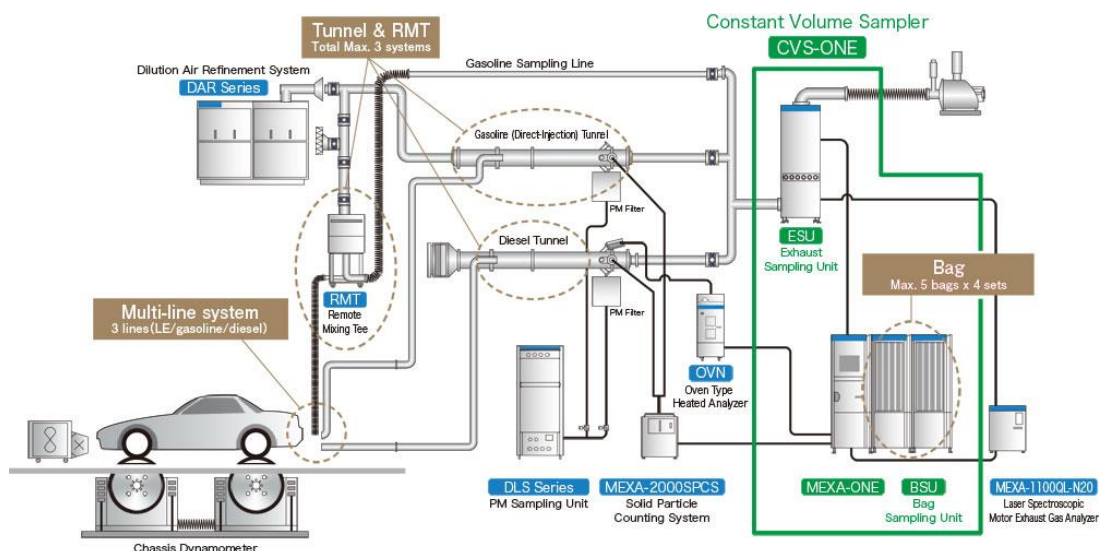 Constant Volume Sampler
CVS-ONE
Tunnel & RMT
Total Max. 3 systems
Gasoline Sampling Line
Dilution Air Refinement System
DAR Series
Gasoline (Direct-Injection) Tunnel
PM Filter
Diesel Tunnel
ESU
Exhaust
Sampling Unit
RMT
Remote
Mixing Tee
Bag
Max. 5 bags x 4 sets
Multi-line system
3 lines(LE/gasoline/diesel)
PM Filter
OVN
Oven Type
Heated Analyzer
DLS Series
PM Sampling Unit
MEXA-2000SPCS
Solid Particle
Counting System
MEXA-ONE
BSU
Bag
Sampling Unit
MEXA-1100QL-N20
Laser Spectroscopic
Motor Exhaust Gas Analyzer
Chassis Dynamometer